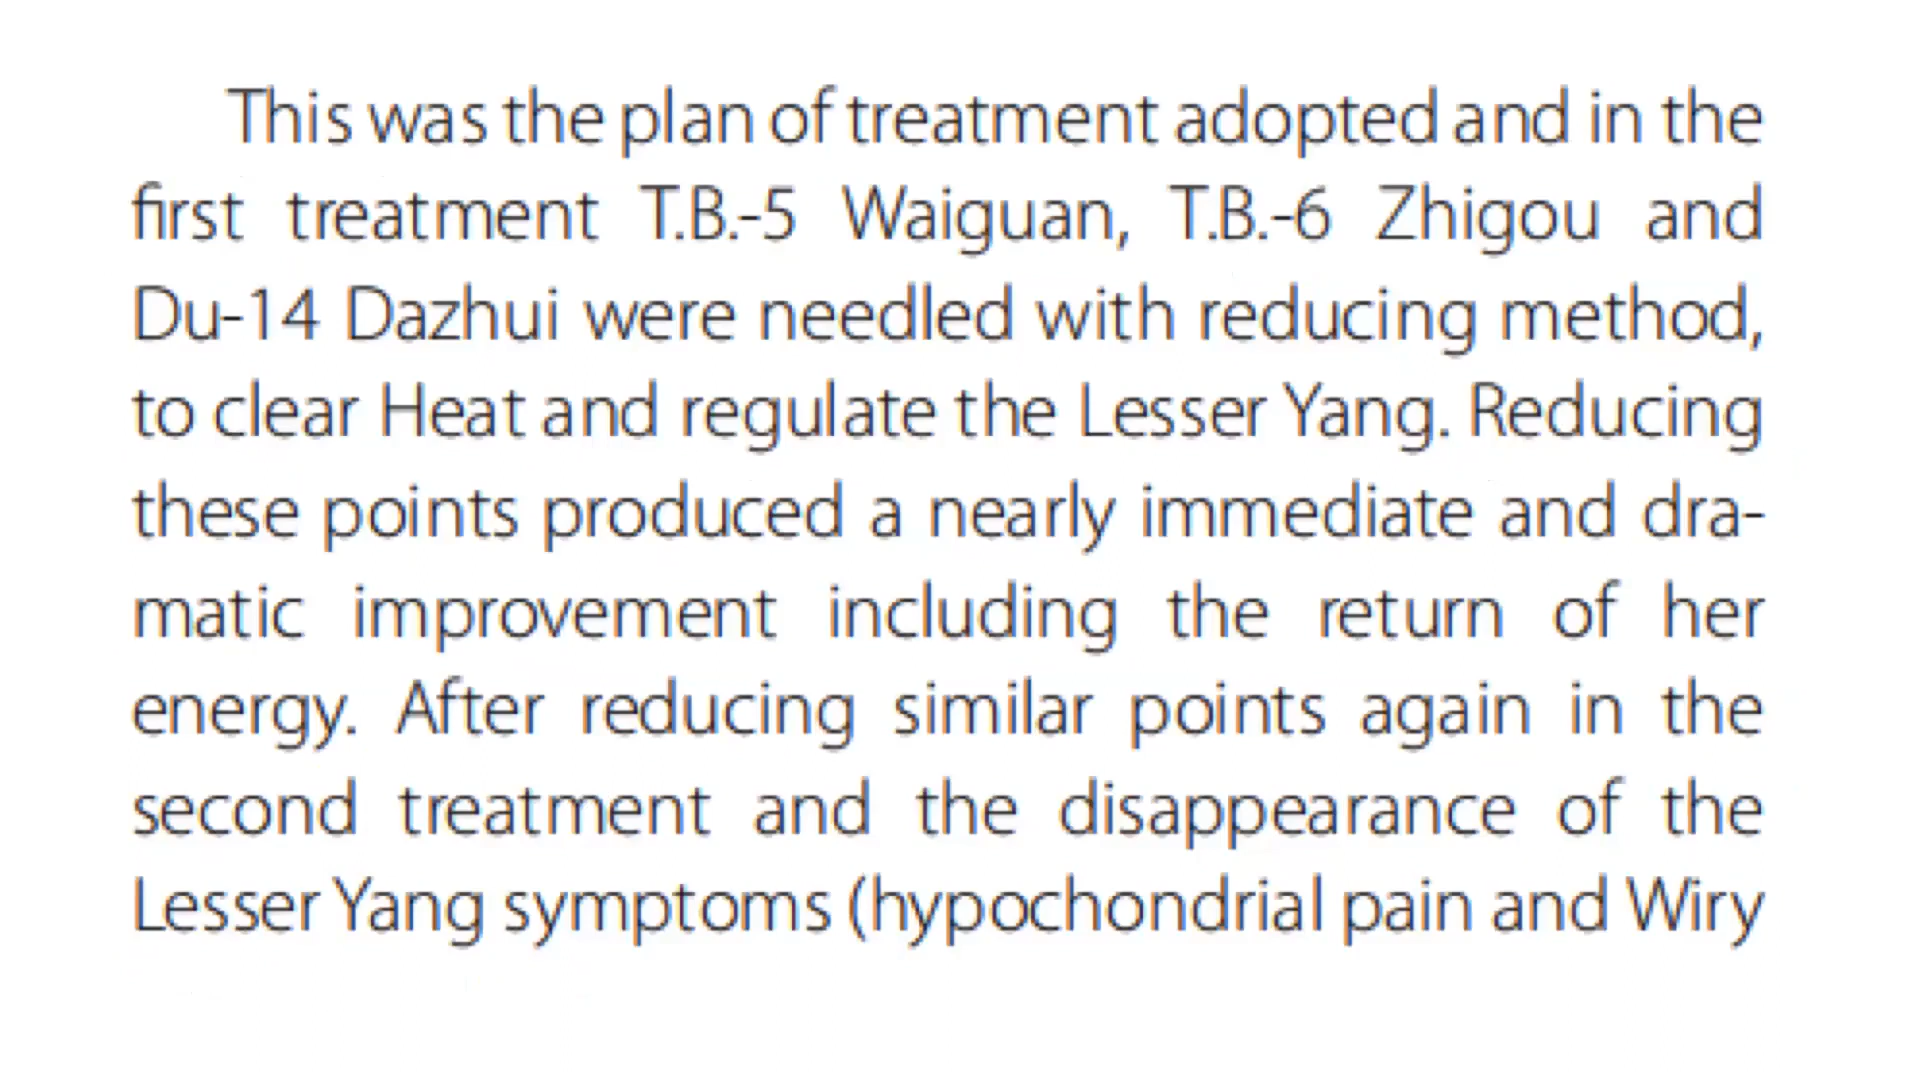 This was the plan of treatment adopted and in the
first treatment T.B.-5 Waiguan, T.B.-6 Zhigou and
Du-14 Dazhui were needled with reducing method,
to clear Heat and regulate the Lesser Yang. Reducing
these points produced a nearly immediate and dra-
matic improvement including the return of her
energy. After reducing similar points again in the
second treatment and the disappearance of the
Lesser Yang symptoms (hypochondrial pain and Wiry